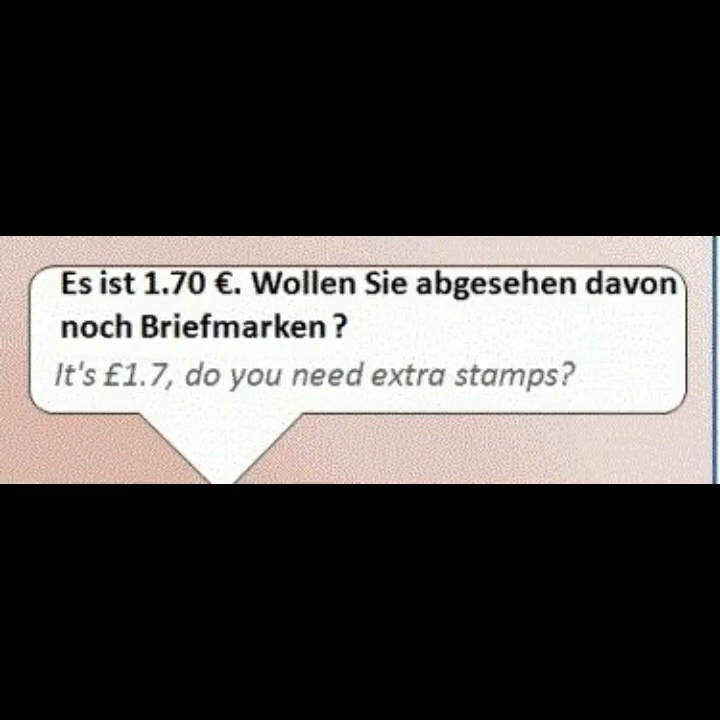 Es ist 1.70 €. Wollen Sie abgesehen davon
noch Briefmarken ?
It's £1.7, do you need extra stamps?